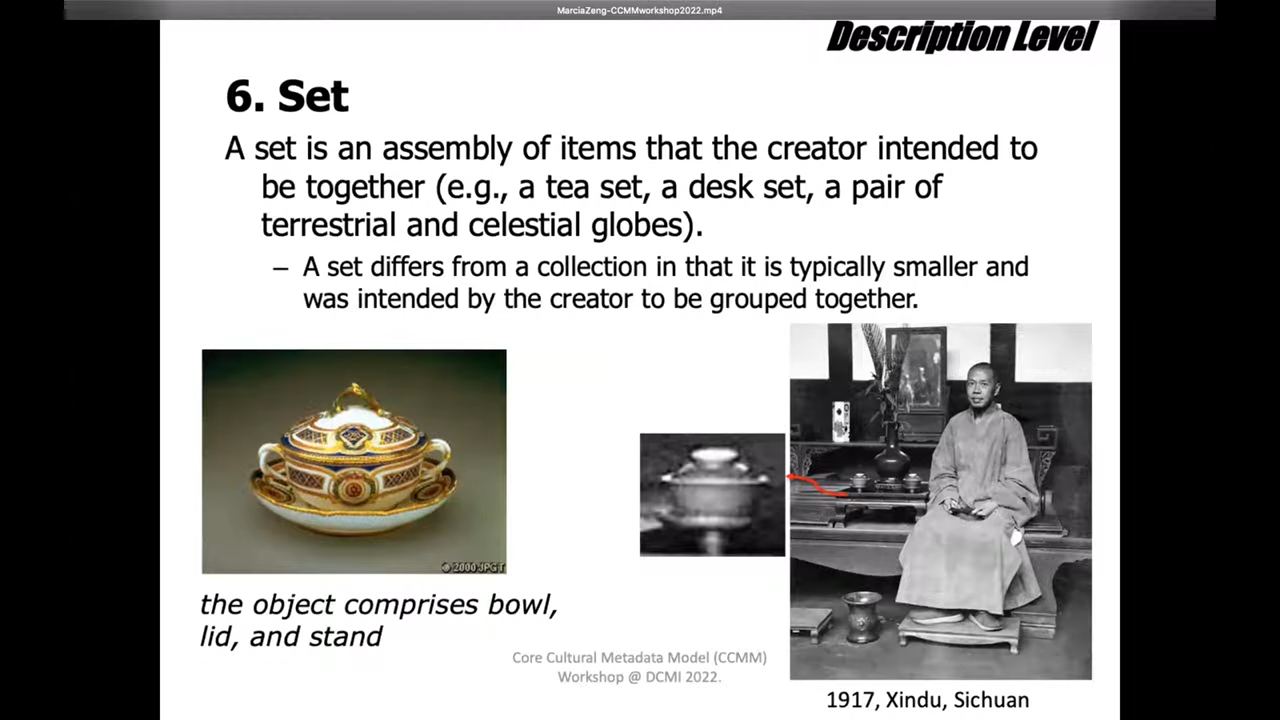 MarciaZeng-CCMMworkshop2022.mp4
Description Level
6. Set
A set is an assembly of items that the creator intended to
be together (e.g., a tea set, a desk set, a pair of
terrestrial and celestial globes).
– A set differs from a collection in that it is typically smaller and
was intended by the creator to be grouped together.
© 2000 JPGT
the object comprises bowl,
lid, and stand
Core Cultural Metadata Model (CCMM)
Workshop @ DCMI 2022.
1917, Xindu, Sichuan